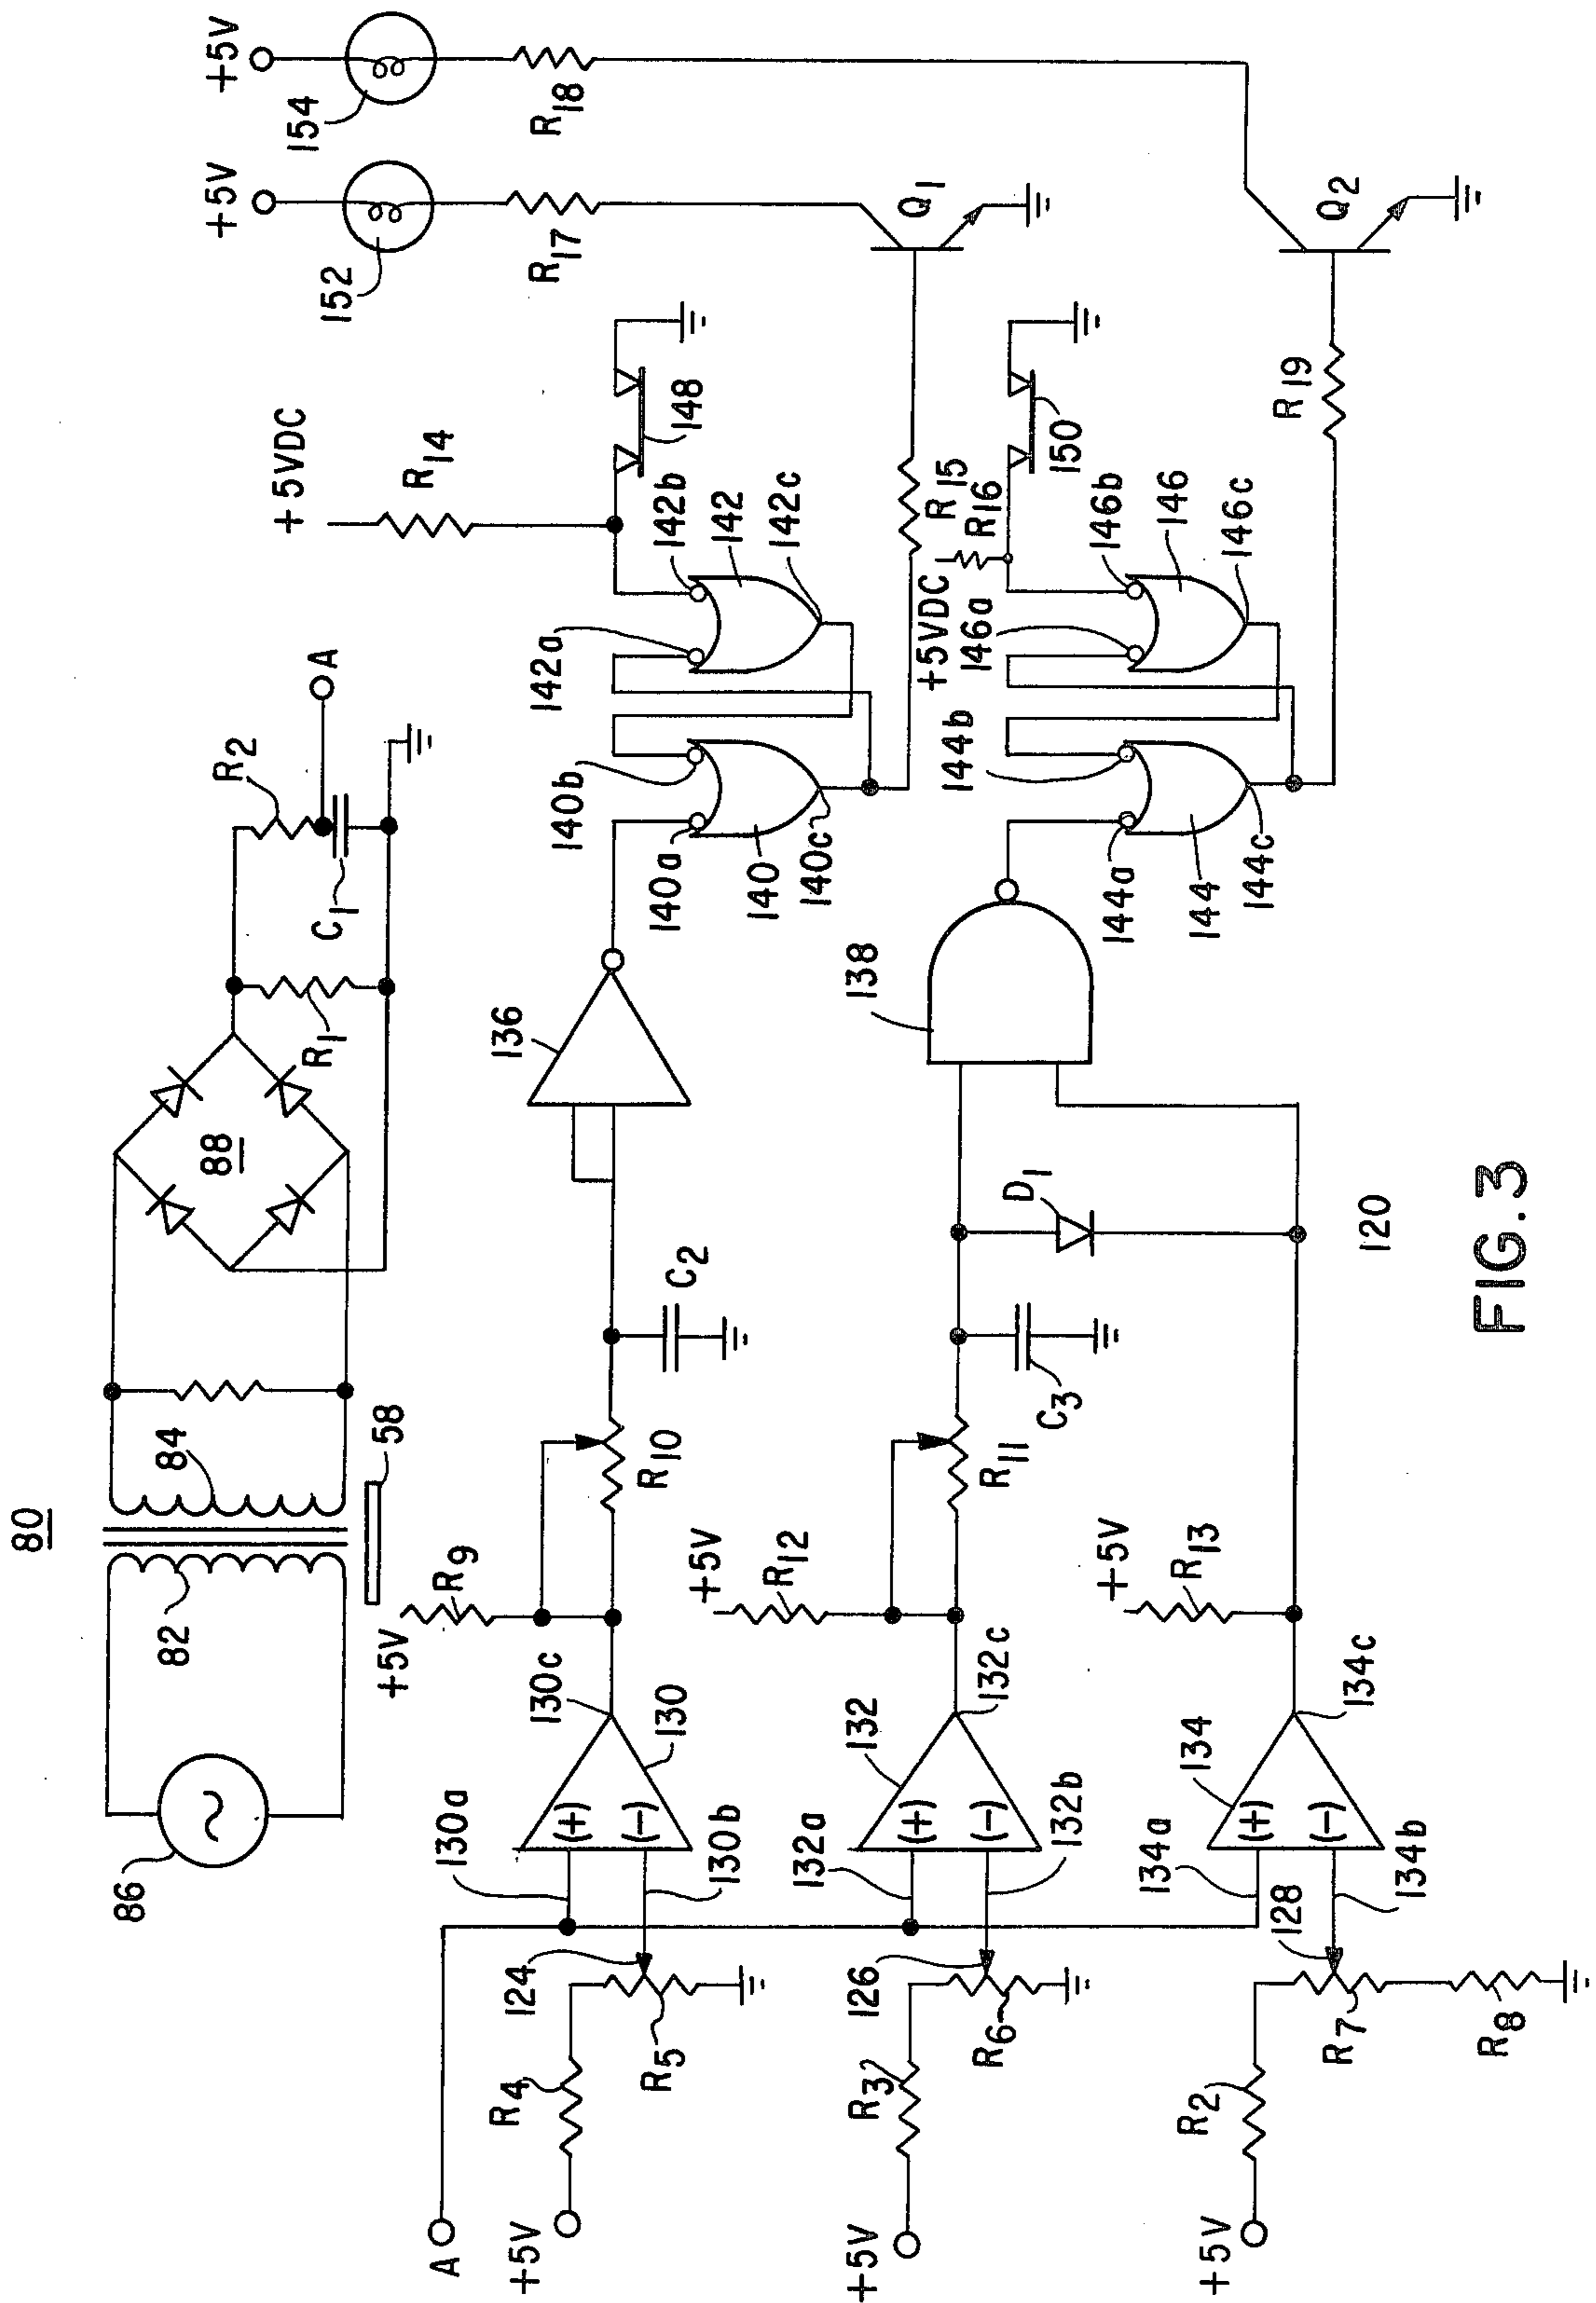 80
86
82
84
58
88
R1
C1
R2
A
A
+5V
R4
R5
124
130a
130b
130
130c
+5V
R9
R10
C2
136
140a
140b
140
140c
142a
142b
142
142c
+5VDC
R14
148
R15
Q1
R17
152
+5V
R18
154
+5V
+5V
R3
R6
126
132a
132b
132
132c
+5V
R12
R11
C3
D1
138
144a
144b
144
144c
+5VDC
146a
146b
146
146c
R16
150
R19
Q2
+5V
R2
R7
R8
128
134a
134b
134
134c
+5V
R13
120
FIG. 3
(+)
(-)
(+)
(-)
(+)
(-)